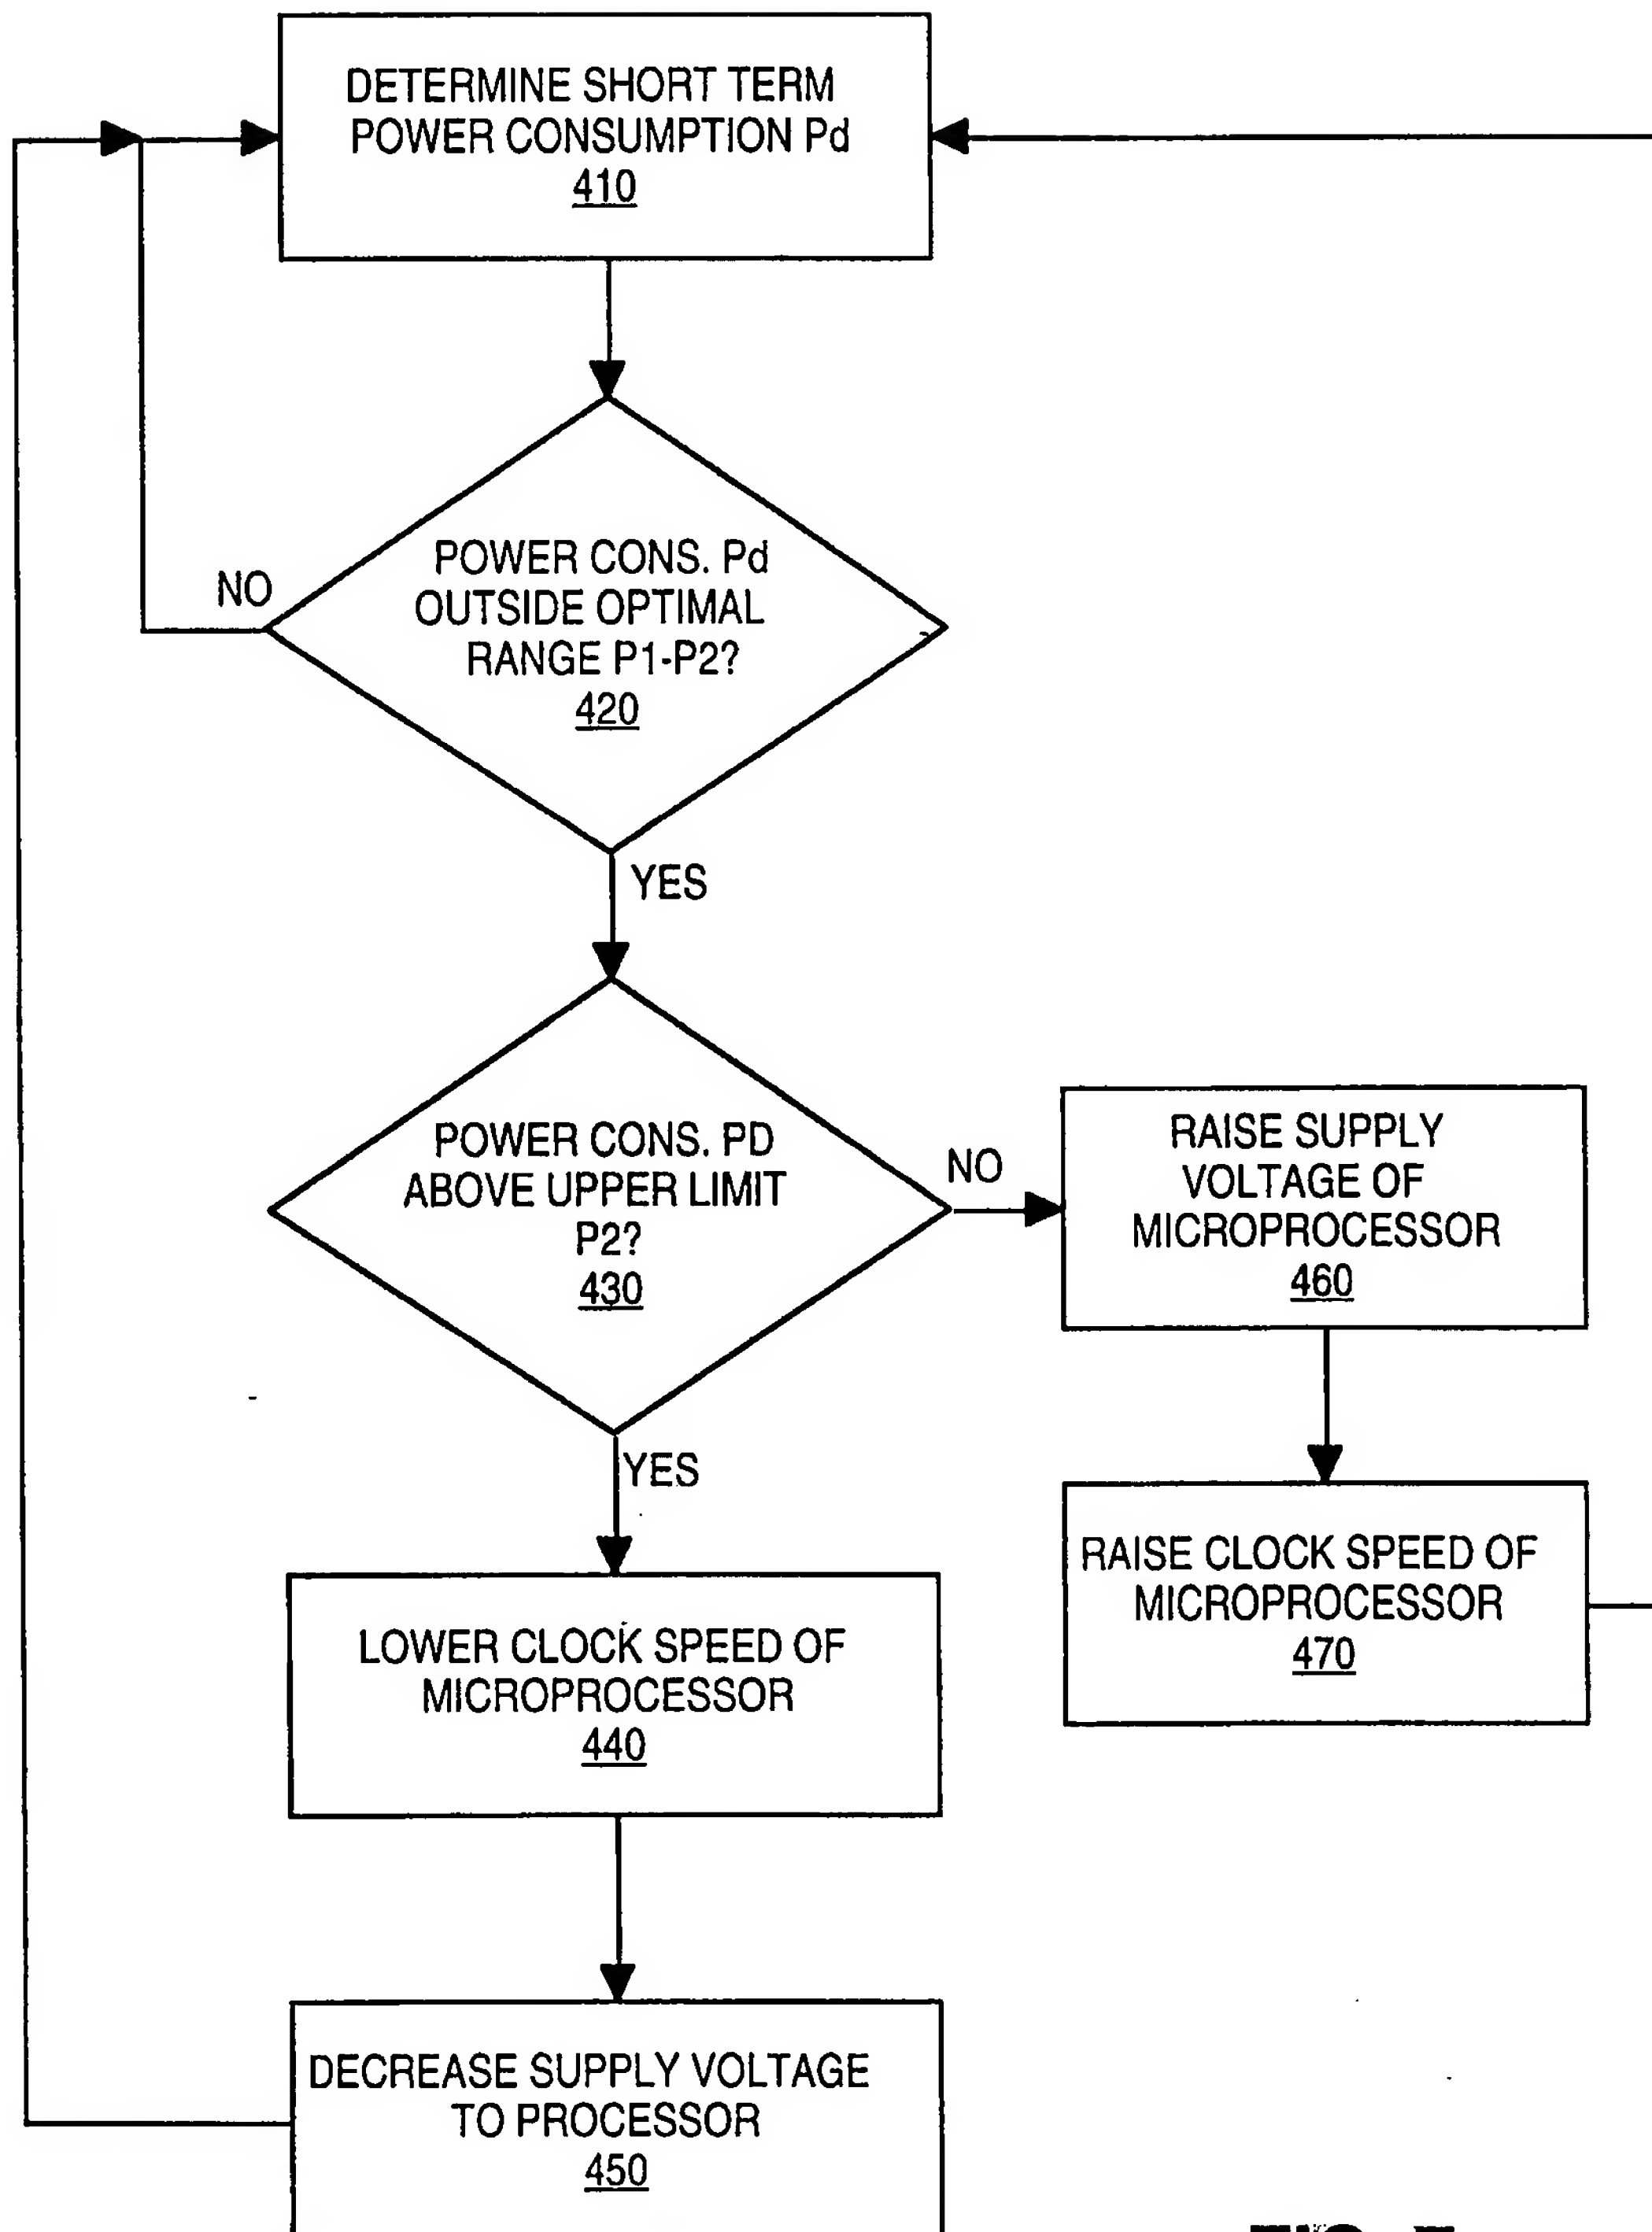 DETERMINE SHORT TERM
POWER CONSUMPTION Pd
410
POWER CONS. Pd
OUTSIDE OPTIMAL
RANGE P1-P2?
420
NO
YES
POWER CONS. PD
ABOVE UPPER LIMIT
P2?
430
NO
RAISE SUPPLY
VOLTAGE OF
MICROPROCESSOR
460
YES
RAISE CLOCK SPEED OF
MICROPROCESSOR
470
LOWER CLOCK SPEED OF
MICROPROCESSOR
440
DECREASE SUPPLY VOLTAGE
TO PROCESSOR
450